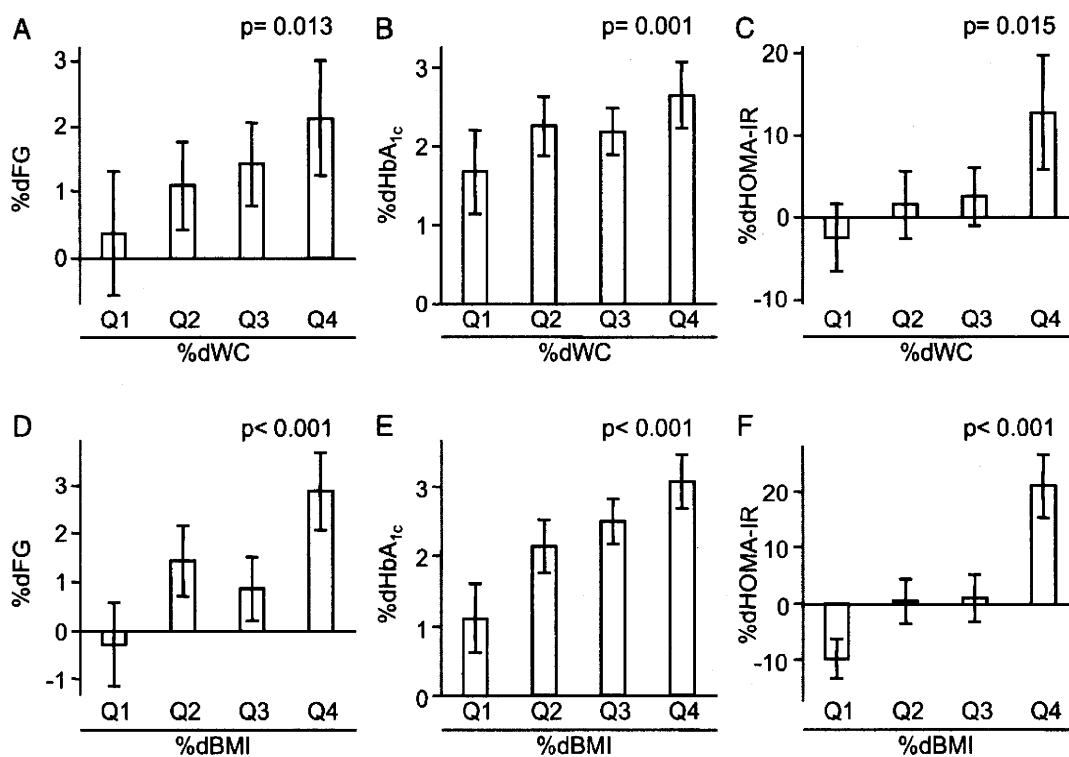 A p= 0.013
%dFG
3
2
1
0
Q1 Q2 Q3 Q4
%dWC
B p= 0.001
%dHbA1c
3
2
1
0
Q1 Q2 Q3 Q4
%dWC
C p= 0.015
%dHOMA-IR
20
10
0
-10
Q1 Q2 Q3 Q4
%dWC
D p< 0.001
%dFG
3
2
1
0
-1
Q1 Q2 Q3 Q4
%dBMI
E p< 0.001
%dHbA1c
3
2
1
0
Q1 Q2 Q3 Q4
%dBMI
F p< 0.001
%dHOMA-IR
20
10
0
-10
Q1 Q2 Q3 Q4
%dBMI